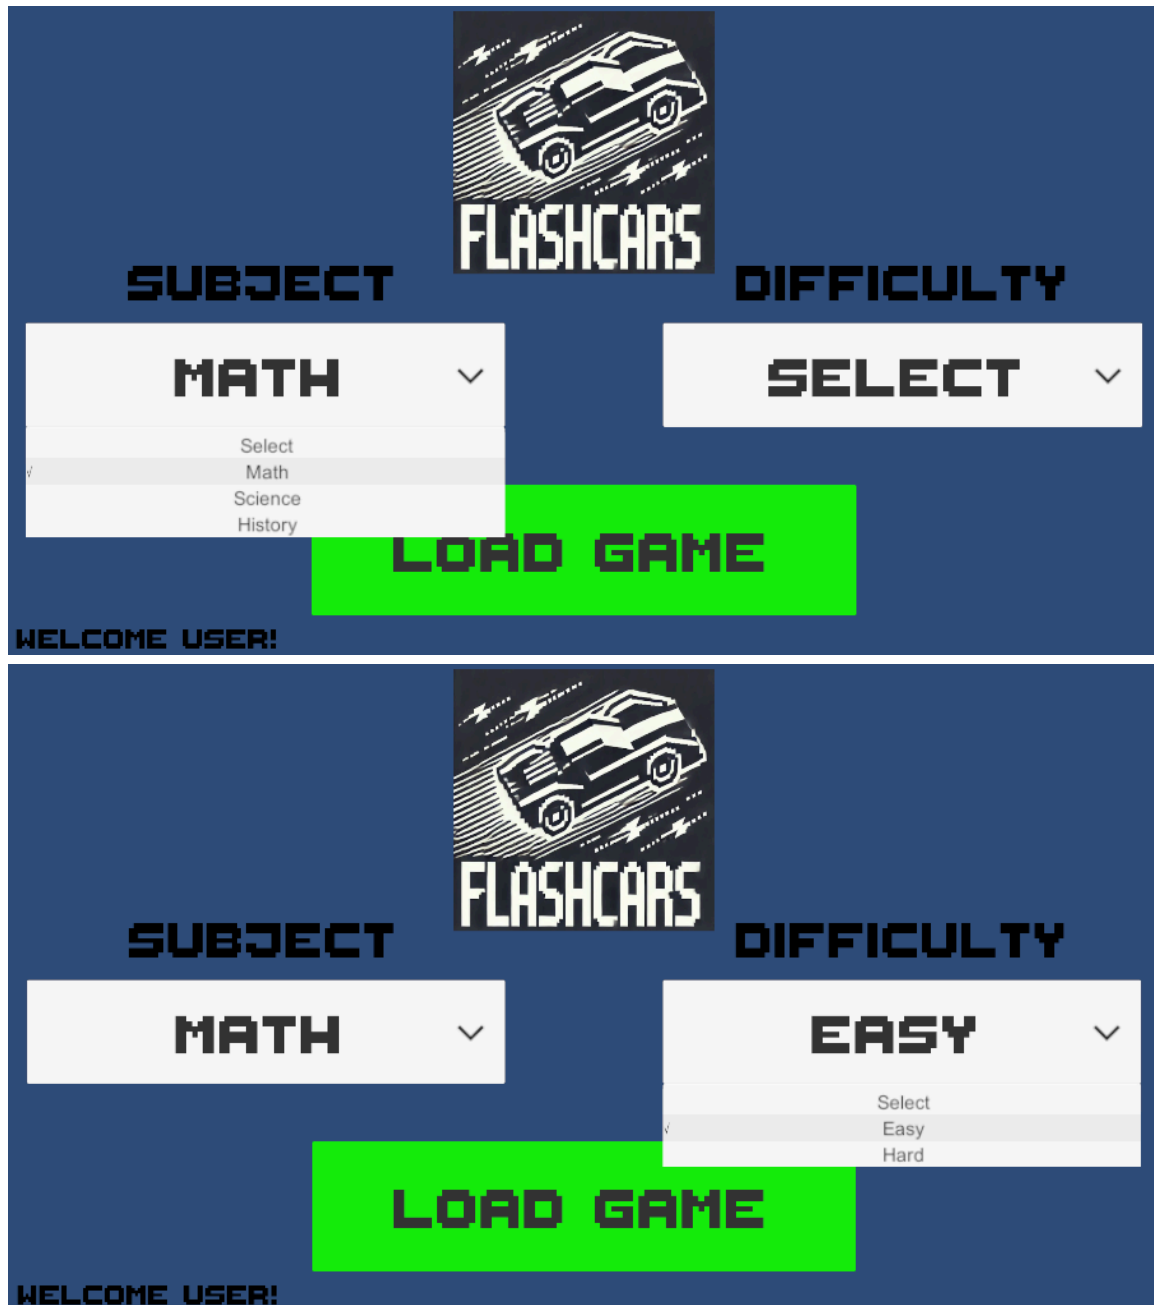 FLASHCARS
SUBJECT
DIFFICULTY
MATH
SELECT
Select
√ Math
Science
History
LOAD GAME
WELCOME USER!
FLASHCARS
SUBJECT
DIFFICULTY
MATH
EASY
Select
√ Easy
Hard
LOAD GAME
WELCOME USER!